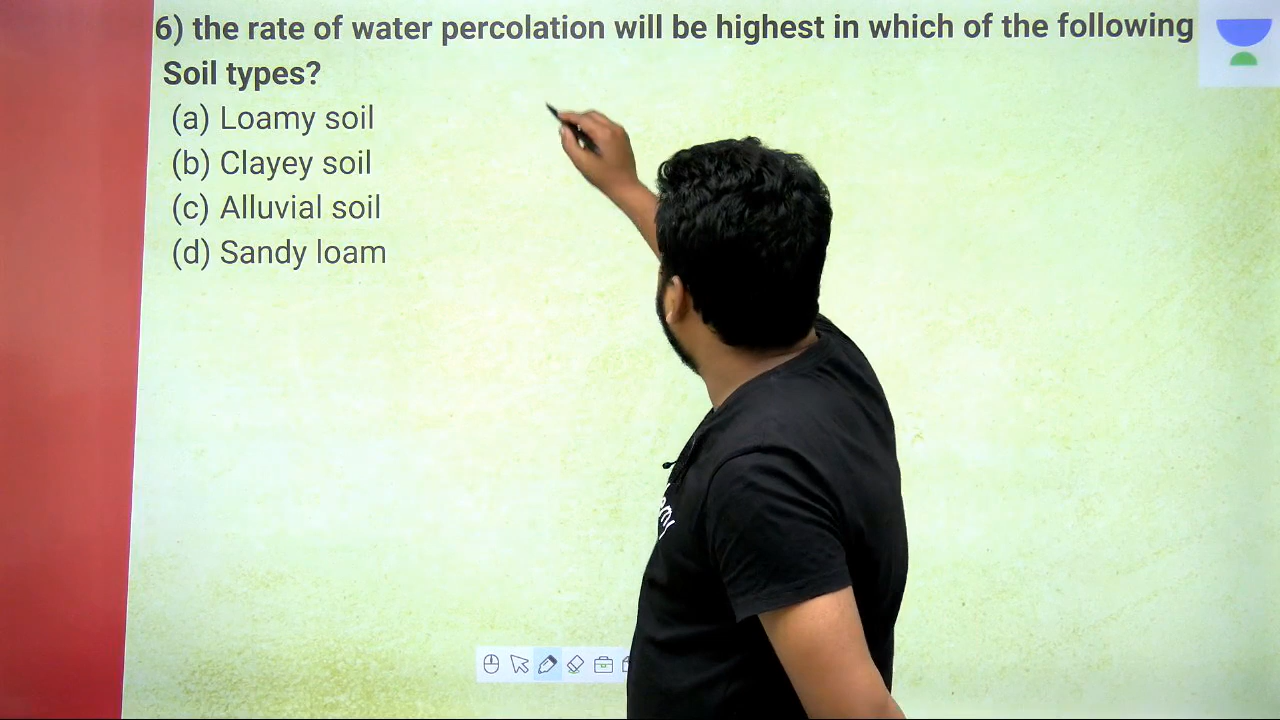 6) the rate of water percolation will be highest in which of the following
Soil types?
(a) Loamy soil
(b) Clayey soil
(c) Alluvial soil
(d) Sandy loam